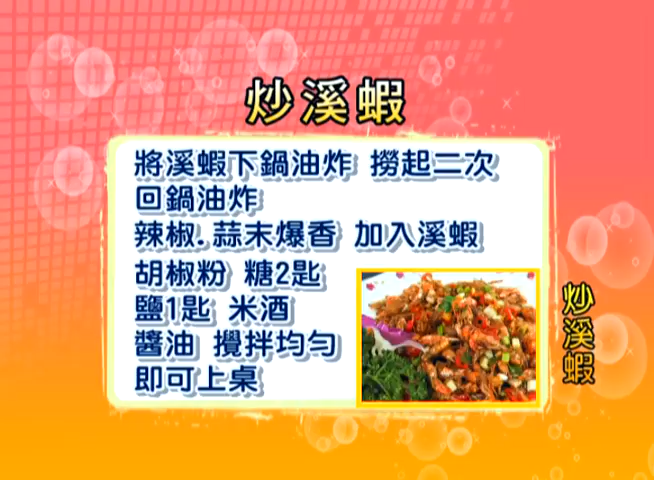 炒溪蝦
將溪蝦下鍋油炸 撈起二次
回鍋油炸
辣椒.蒜末爆香 加入溪蝦
胡椒粉 糖2匙
鹽1匙 米酒
醬油 攪拌均勻
即可上桌
炒溪蝦